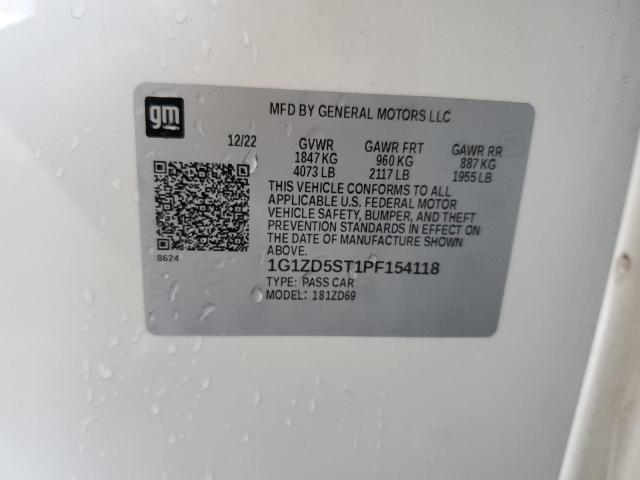 gm
MFD BY GENERAL MOTORS LLC
12/22 GVWR GAWR FRT GAWR RR
1847 KG 960 KG 887 KG
4073 LB 2117 LB 1955 LB
THIS VEHICLE CONFORMS TO ALL
APPLICABLE U.S. FEDERAL MOTOR
VEHICLE SAFETY, BUMPER, AND THEFT
PREVENTION STANDARDS IN EFFECT ON
THE DATE OF MANUFACTURE SHOWN
ABOVE.
8624
1G1ZD5ST1PF154118
TYPE: PASS CAR
MODEL: 181ZD69